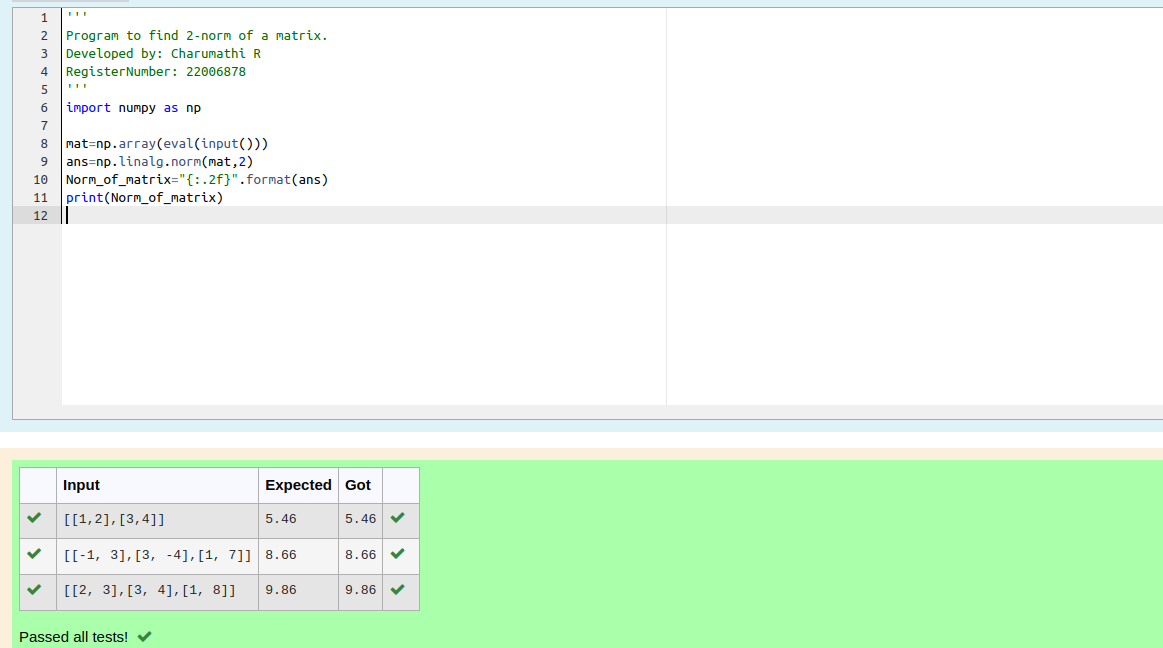 1 '''
2 Program to find 2-norm of a matrix.
3 Developed by: Charumathi R
4 RegisterNumber: 22006878
5 '''
6 import numpy as np
7
8 mat=np.array(eval(input()))
9 ans=np.linalg.norm(mat,2)
10 Norm_of_matrix="{:.2f}".format(ans)
11 print(Norm_of_matrix)
12
Input Expected Got
[[1,2],[3,4]] 5.46 5.46
[[-1, 3],[3, -4],[1, 7]] 8.66 8.66
[[2, 3],[3, 4],[1, 8]] 9.86 9.86
Passed all tests!